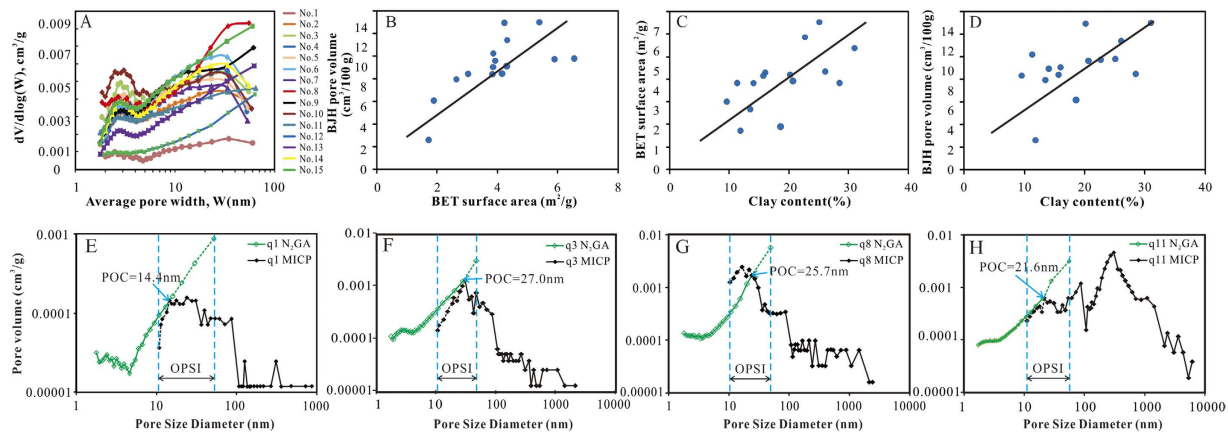 A
dV/dlog(W), cm³/g
0.009
0.007
0.005
0.003
0.001
0
1
10
100
Average pore width, W(nm)
No.1
No.2
No.3
No.4
No.5
No.6
No.7
No.8
No.9
No.10
No.11
No.12
No.13
No.14
No.15
B
BJH pore volume
(cm³/100 g)
16
14
12
10
8
6
4
2
0
0
2
4
6
8
BET surface area (m²/g)
C
BET surface area (m²/g)
8
7
6
5
4
3
2
1
0
0
10
20
30
40
Clay content(%)
D
BJH pore volume (cm³/100g)
16
14
12
10
8
6
4
2
0
0
10
20
30
40
Clay content(%)
E
Pore volume (cm³/g)
0.001
0.0001
0.00001
q1 N₂GA
q1 MICP
POC=14.4nm
OPSI
1
10
100
1000
Pore Size Diameter (nm)
F
0.01
0.001
0.0001
0.00001
q3 N₂GA
q3 MICP
POC=27.0nm
OPSI
1
10
100
1000
10000
Pore Size Diameter (nm)
G
0.01
0.001
0.0001
0.00001
q8 N₂GA
q8 MICP
POC=25.7nm
OPSI
1
10
100
1000
10000
Pore Size Diameter (nm)
H
0.01
0.001
0.0001
0.00001
q11 N₂GA
q11 MICP
POC=21.6nm
OPSI
1
10
100
1000
10000
Pore Size Diameter (nm)